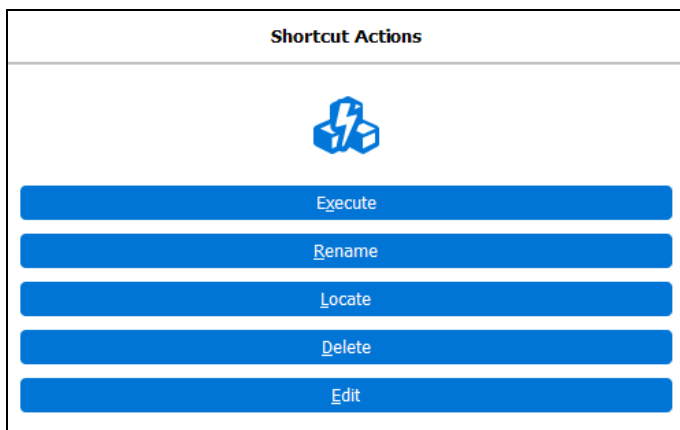 Shortcut Actions
Execute
Rename
Locate
Delete
Edit